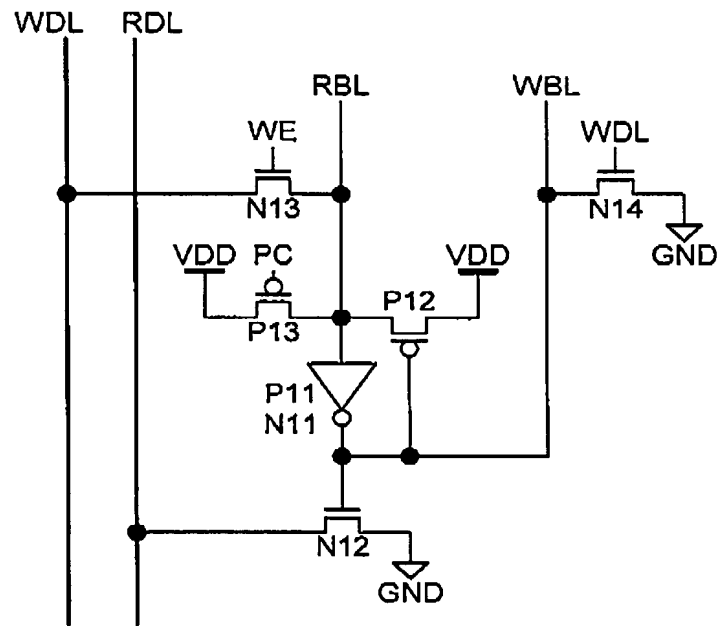 WDL RDL
RBL WBL
WE WDL
N13 N14
GND
VDD PC VDD
P12
P13
P11
N11
N12
GND